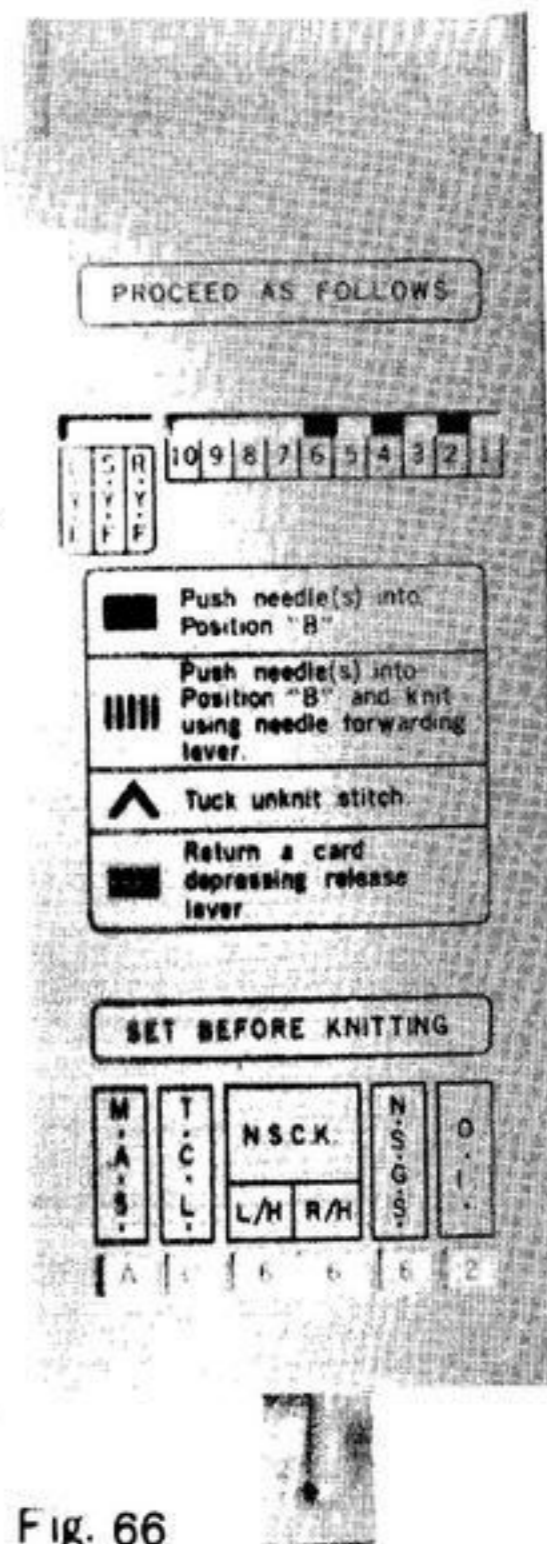 PROCEED AS FOLLOWS
S.Y.F R.Y.F 10 9 8 7 6 5 4 3 2 1
Push needle(s) into
Position "B"
Push needle(s) into
Position "B" and knit
using needle forwarding
lever.
Tuck unknit stitch.
Return a card
depressing release
lever
SET BEFORE KNITTING
M.A.S. T.C.L. N.S.C.K. N.S.G.S. O.I.
L/H R/H
A 6 6 6 2
Fig. 66